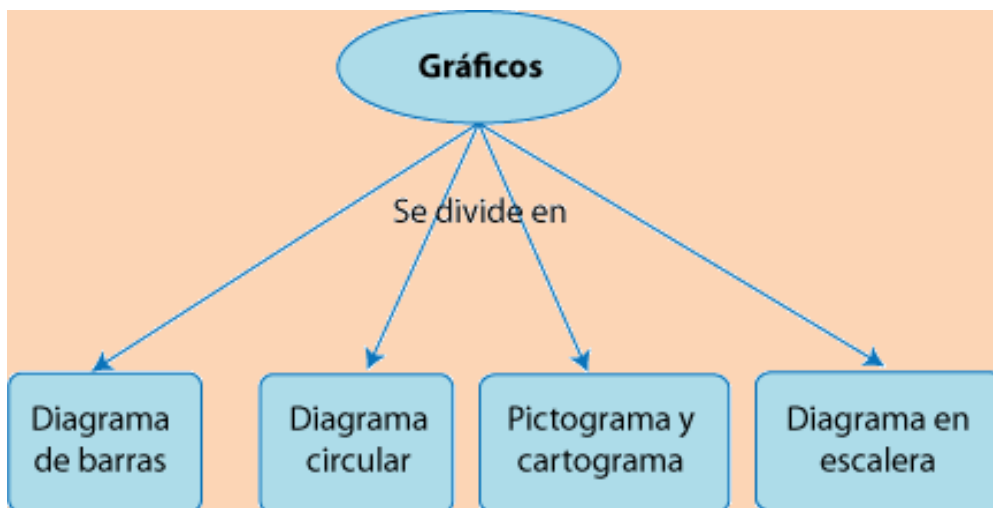 Gráficos
Se divide en
Diagrama
de barras
Diagrama
circular
Pictograma y
cartograma
Diagrama en
escalera